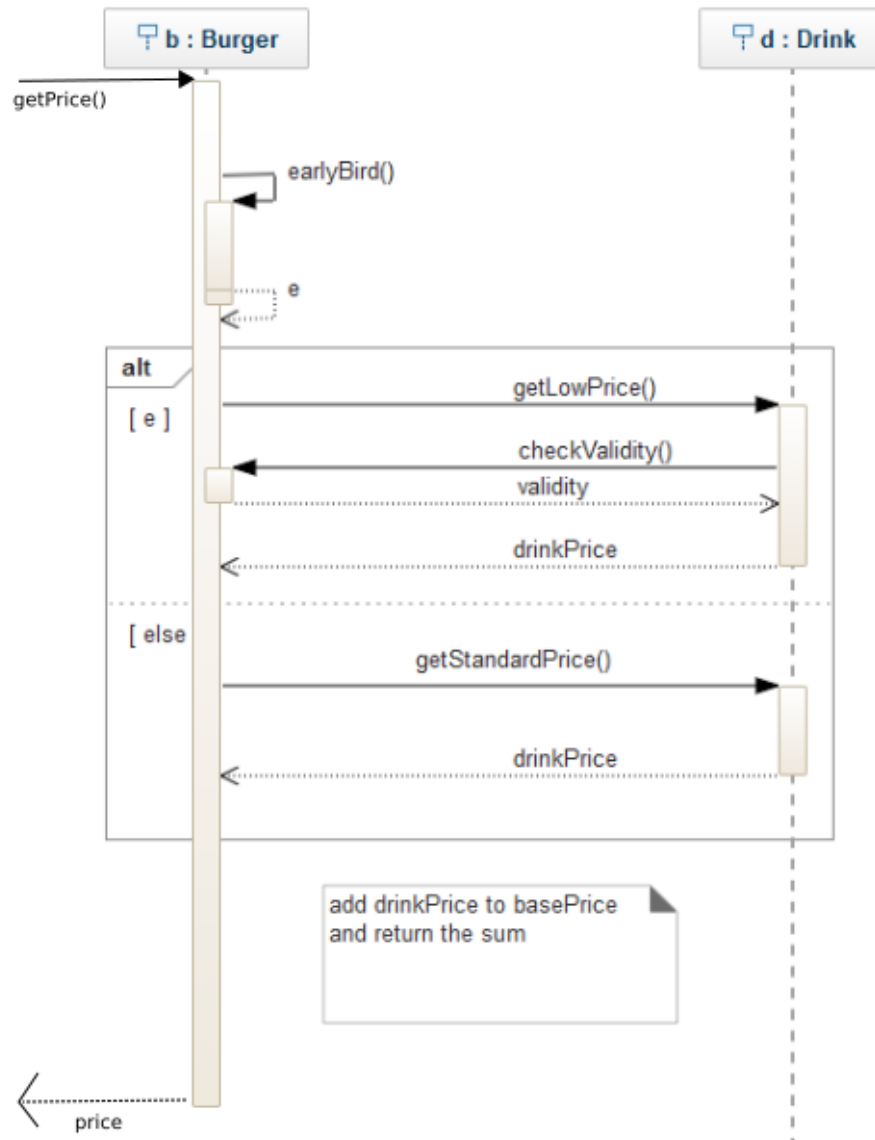 b : Burger
d : Drink
getPrice()
earlyBird()
e
alt
getLowPrice()
[ e ]
checkValidity()
validity
drinkPrice
[ else
getStandardPrice()
drinkPrice
add drinkPrice to basePrice
and return the sum
price